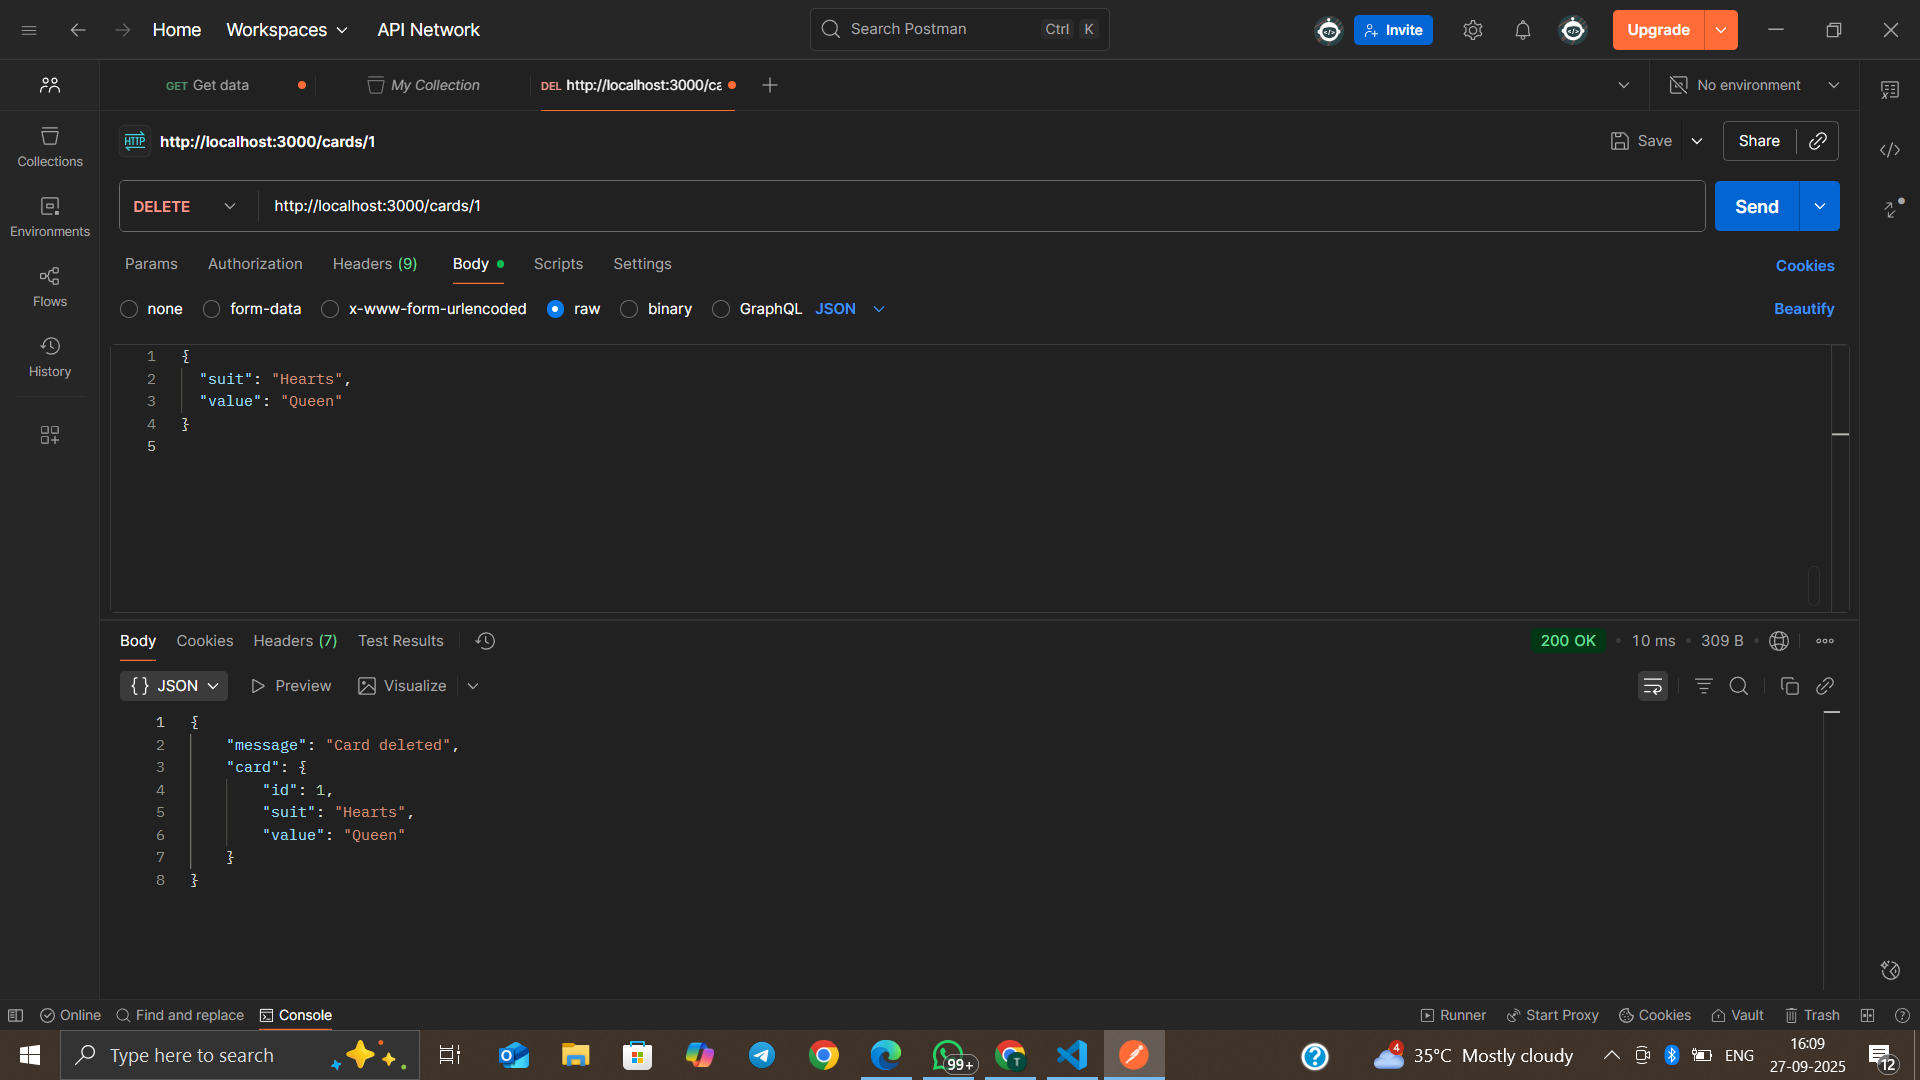 Home Workspaces API Network Search Postman Ctrl K Invite Upgrade
GET Get data My Collection DEL http://localhost:3000/ca No environment
HTTP http://localhost:3000/cards/1 Save Share
Collections
DELETE http://localhost:3000/cards/1 Send
Environments
Params Authorization Headers (9) Body Scripts Settings Cookies
Flows
none form-data x-www-form-urlencoded raw binary GraphQL JSON Beautify
History
1 {
2 "suit": "Hearts",
3 "value": "Queen"
4 }
5
Body Cookies Headers (7) Test Results 200 OK 10 ms 309 B
{} JSON Preview Visualize
1 {
2 "message": "Card deleted",
3 "card": {
4 "id": 1,
5 "suit": "Hearts",
6 "value": "Queen"
7 }
8 }
Online Find and replace Console Runner Start Proxy Cookies Vault Trash
Type here to search 99+ T 4 35°C Mostly cloudy ENG 16:09
27-09-2025 12